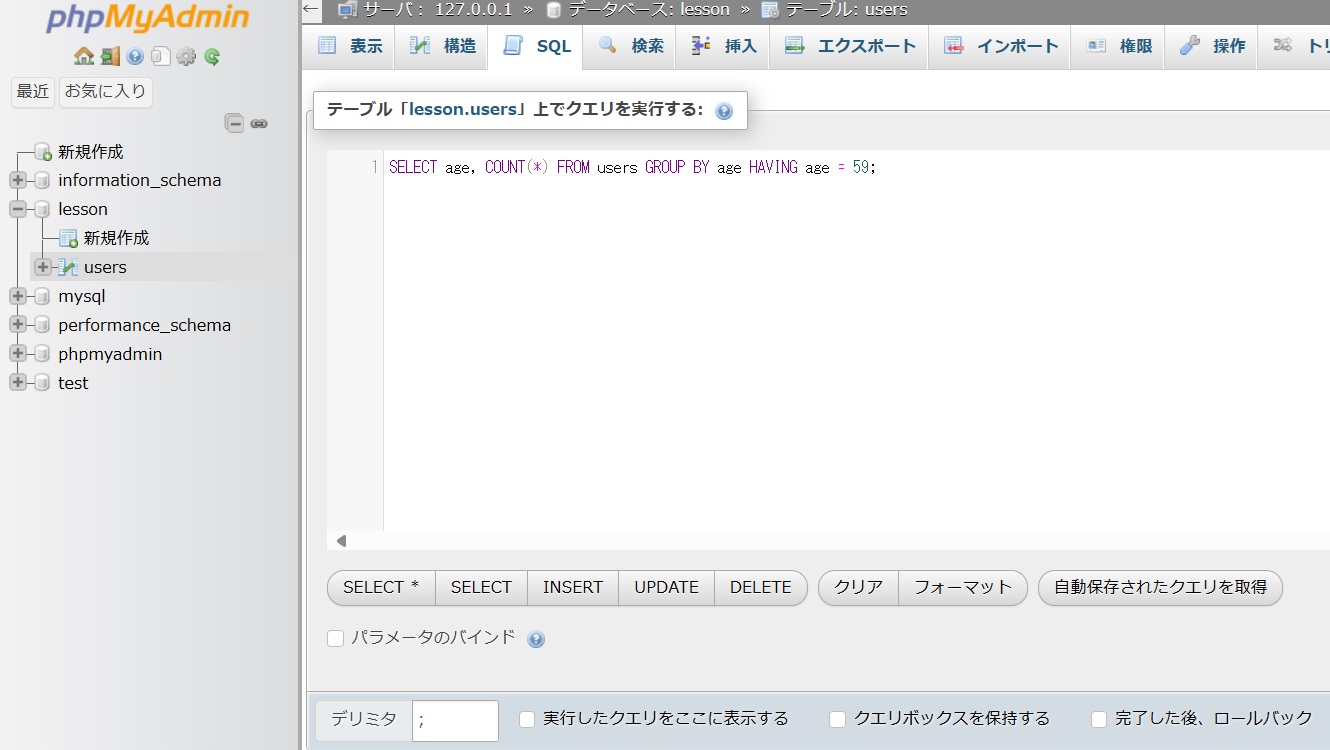 phpMyAdmin
最近 お気に入り
新規作成
information_schema
lesson
新規作成
users
mysql
performance_schema
phpmyadmin
test
← サーバ： 127.0.0.1 » データベース: lesson » テーブル: users
表示 構造 SQL 検索 挿入 エクスポート インポート 権限 操作 トリ
テーブル「lesson.users」上でクエリを実行する:
1 SELECT age, COUNT(*) FROM users GROUP BY age HAVING age = 59;
SELECT * SELECT INSERT UPDATE DELETE クリア フォーマット 自動保存されたクエリを取得
パラメータのバインド
デリミタ ; 実行したクエリをここに表示する クエリボックスを保持する 完了した後、ロールバック